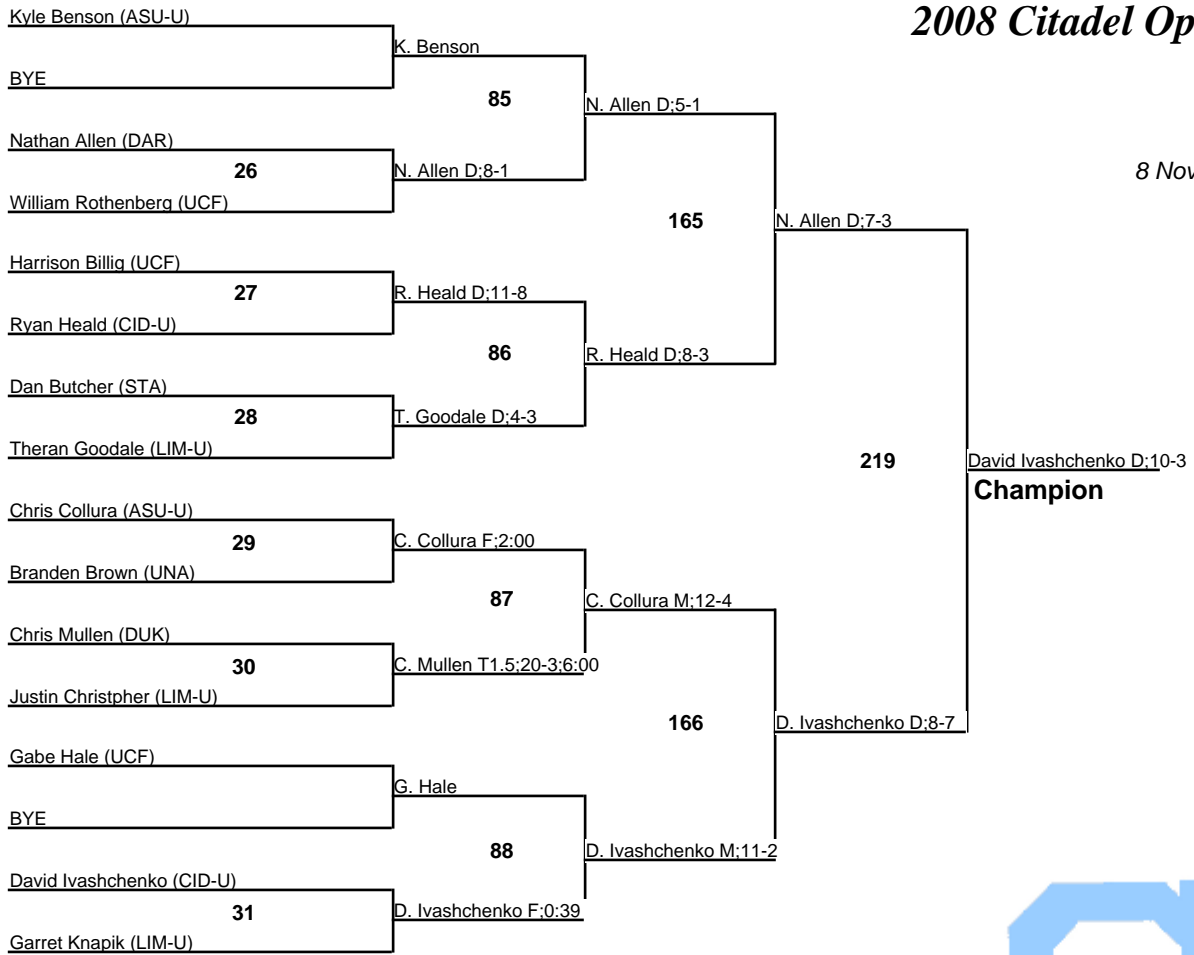 Kyle Benson (ASU-U)
2008 Citadel Op
K. Benson
BYE
85
N. Allen D;5-1
Nathan Allen (DAR)
26
N. Allen D;8-1
8 Nov
William Rothenberg (UCF)
165
N. Allen D;7-3
Harrison Billig (UCF)
27
R. Heald D;11-8
Ryan Heald (CID-U)
86
R. Heald D;8-3
Dan Butcher (STA)
28
T. Goodale D;4-3
Theran Goodale (LIM-U)
219
David Ivashchenko D;10-3
Champion
Chris Collura (ASU-U)
29
C. Collura F;2:00
Branden Brown (UNA)
87
C. Collura M;12-4
Chris Mullen (DUK)
30
C. Mullen T1.5;20-3;6:00
Justin Christpher (LIM-U)
166
D. Ivashchenko D;8-7
Gabe Hale (UCF)
G. Hale
BYE
88
D. Ivashchenko M;11-2
David Ivashchenko (CID-U)
31
D. Ivashchenko F;0:39
Garret Knapik (LIM-U)